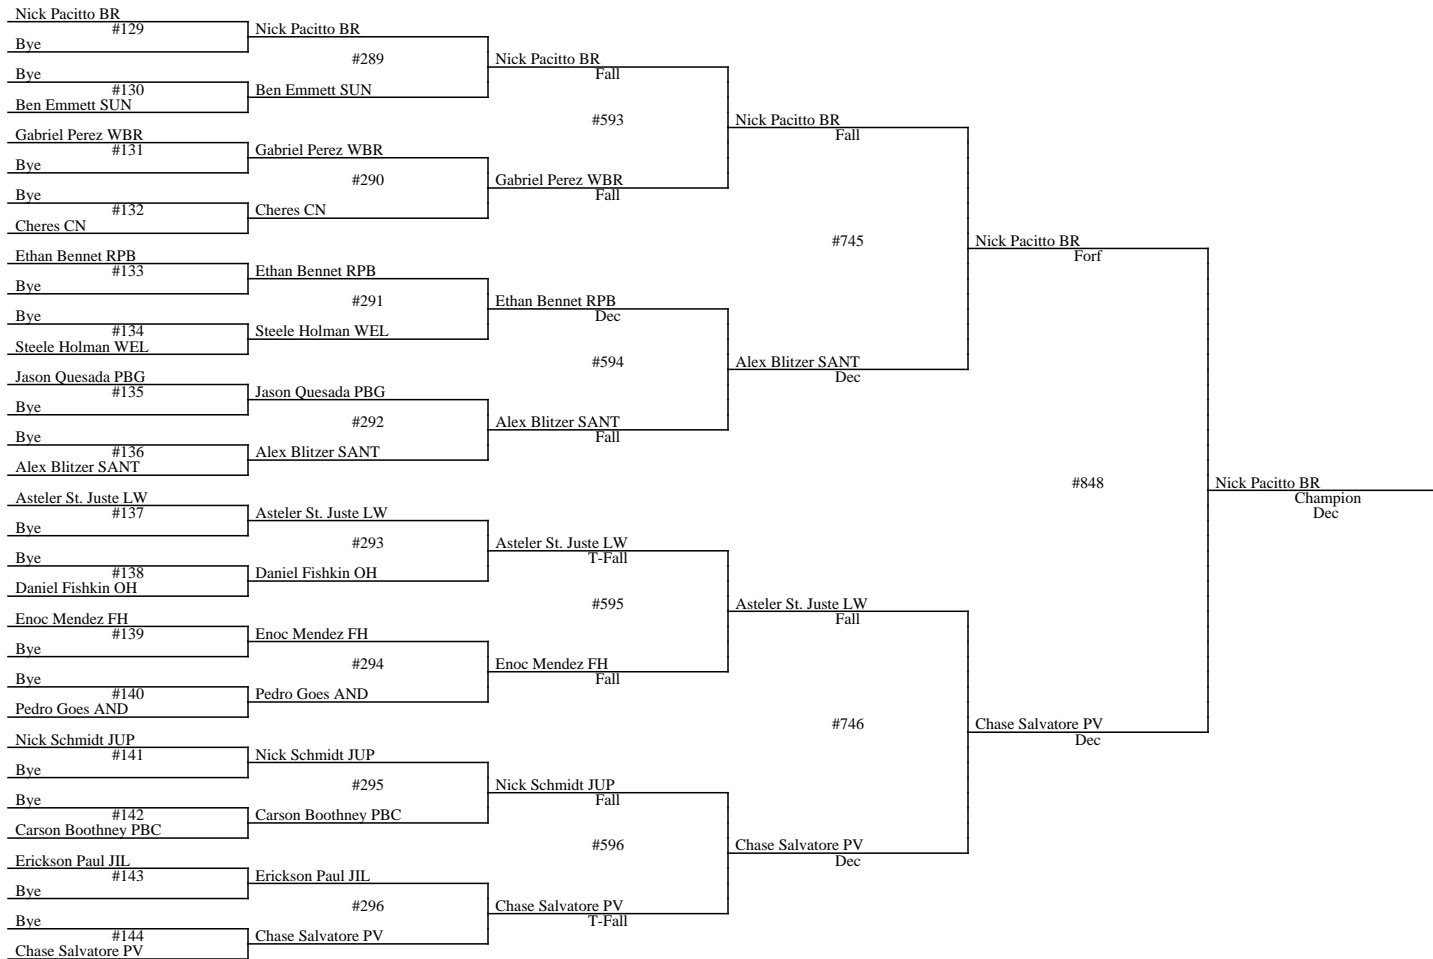 Nick Pacitto BR
#129
Bye
Bye
#130
Ben Emmett SUN
Gabriel Perez WBR
#131
Bye
Bye
#132
Cheres CN
Ethan Bennet RPB
#133
Bye
Bye
#134
Steele Holman WEL
Jason Quesada PBG
#135
Bye
Bye
#136
Alex Blitzer SANT
Asteler St. Juste LW
#137
Bye
Bye
#138
Daniel Fishkin OH
Enoc Mendez FH
#139
Bye
Bye
#140
Pedro Goes AND
Nick Schmidt JUP
#141
Bye
Bye
#142
Carson Boothney PBC
Erickson Paul JIL
#143
Bye
Bye
#144
Chase Salvatore PV
Nick Pacitto BR
#289
Ben Emmett SUN
Gabriel Perez WBR
#290
Cheres CN
Ethan Bennet RPB
#291
Steele Holman WEL
Jason Quesada PBG
#292
Alex Blitzer SANT
Asteler St. Juste LW
#293
Daniel Fishkin OH
Enoc Mendez FH
#294
Pedro Goes AND
Nick Schmidt JUP
#295
Carson Boothney PBC
Erickson Paul JIL
#296
Chase Salvatore PV
Nick Pacitto BR
Fall
#593
Gabriel Perez WBR
Fall
Ethan Bennet RPB
Dec
#594
Alex Blitzer SANT
Fall
Asteler St. Juste LW
T-Fall
#595
Enoc Mendez FH
Fall
Nick Schmidt JUP
Fall
#596
Chase Salvatore PV
T-Fall
Nick Pacitto BR
Fall
#745
Alex Blitzer SANT
Dec
Asteler St. Juste LW
Fall
#746
Chase Salvatore PV
Dec
Nick Pacitto BR
Forf
#848
Chase Salvatore PV
Dec
Nick Pacitto BR
Champion
Dec